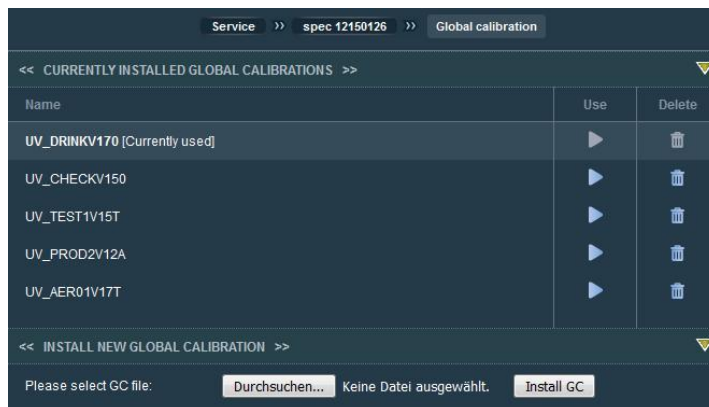 Service » spec 12150126 » Global calibration
<< CURRENTLY INSTALLED GLOBAL CALIBRATIONS >>
Name Use Delete
UV_DRINKV170 [Currently used]
UV_CHECKV150
UV_TEST1V15T
UV_PROD2V12A
UV_AER01V17T
<< INSTALL NEW GLOBAL CALIBRATION >>
Please select GC file: Durchsuchen... Keine Datei ausgewählt. Install GC